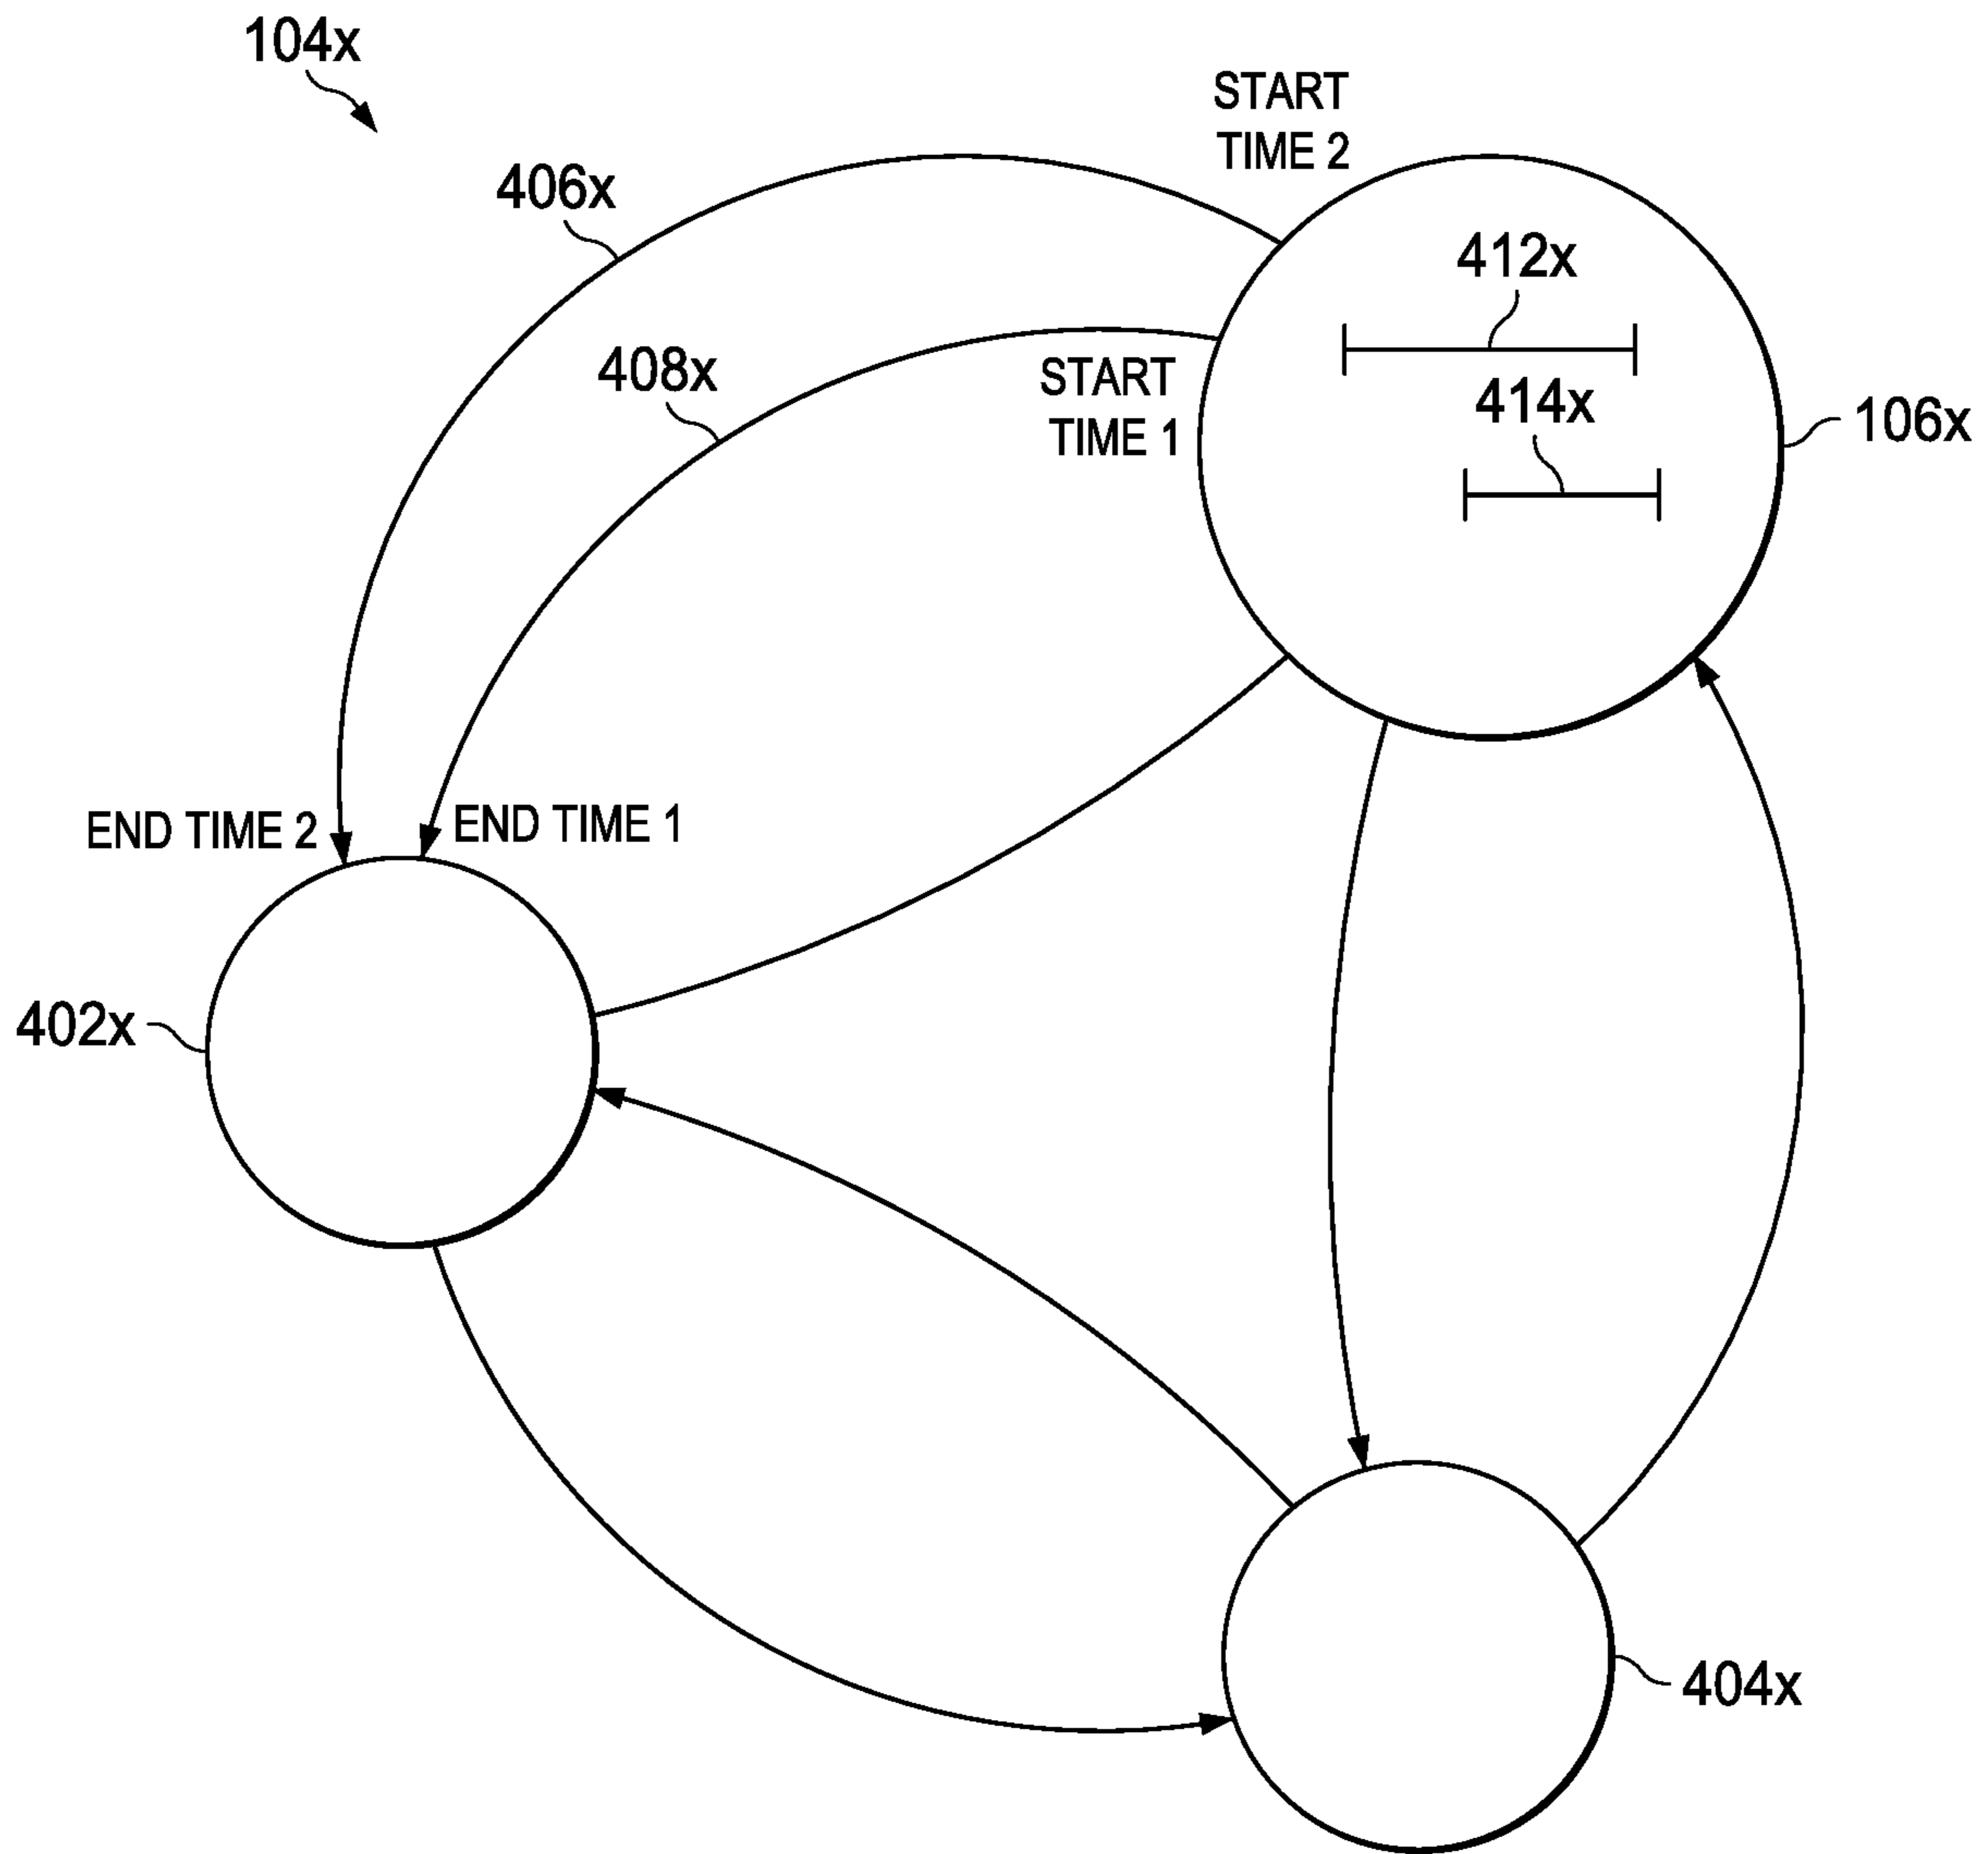 104x
START
TIME 2
406x
412x
408x
START
TIME 1
414x
106x
END TIME 2
END TIME 1
402x
404x